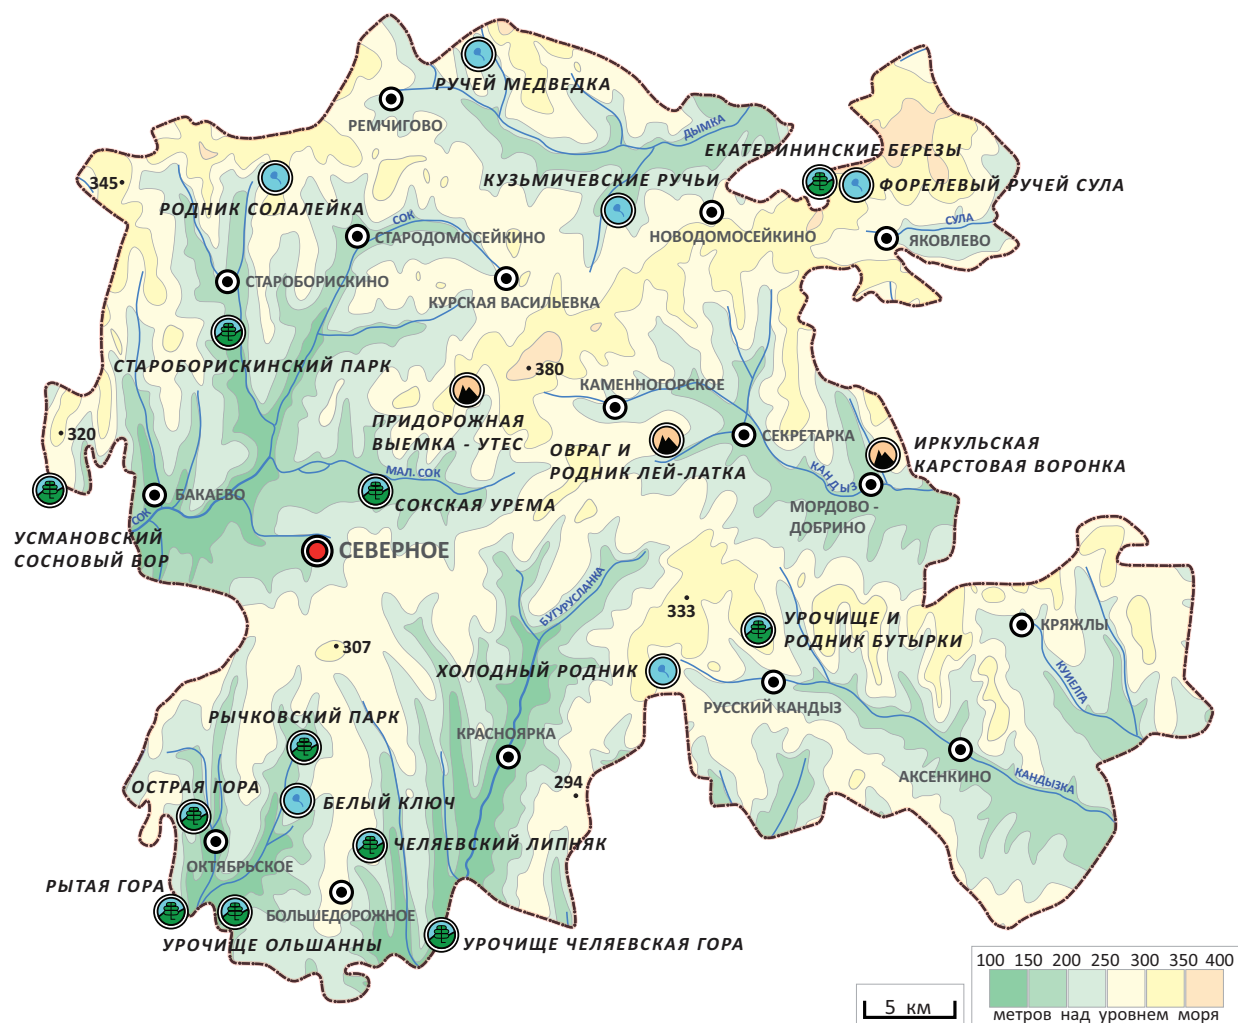 РУЧЕЙ МЕДВЕДКА
РЕМЧИГОВО
ДЫМКА
ЕКАТЕРИНИНСКИЕ БЕРЕЗЫ
345
КУЗЬМИЧЕВСКИЕ РУЧЬИ
ФОРЕЛЕВЫЙ РУЧЕЙ СУЛА
РОДНИК СОЛАЛЕЙКА
СОК
СУЛА
СТАРОДОМОСЕЙКИНО
НОВОДОМОСЕЙКИНО
ЯКОВЛЕВО
СТАРОБОРИСКИНО
КУРСКАЯ ВАСИЛЬЕВКА
СТАРОБОРИСКИНСКИЙ ПАРК
380
КАМЕННОГОРСКОЕ
ПРИДОРОЖНАЯ
ВЫЕМКА - УТЕС
320
СЕКРЕТАРКА
ОВРАГ И
РОДНИК ЛЕЙ-ЛАТКА
ИРКУЛЬСКАЯ
КАРСТОВАЯ ВОРОНКА
МАЛ. СОК
КАНДЫЗ
БАКАЕВО
СОКСКАЯ УРЕМА
МОРДОВО -
ДОБРИНО
СОК
УСМАНОВСКИЙ
СОСНОВЫЙ БОР
СЕВЕРНОЕ
БУГУРУСЛАНКА
333
УРОЧИЩЕ И
РОДНИК БУТЫРКИ
КРЯЖЛЫ
307
ХОЛОДНЫЙ РОДНИК
КУИЕЛГА
РУССКИЙ КАНДЫЗ
РЫЧКОВСКИЙ ПАРК
КРАСНОЯРКА
АКСЕНКИНО
КАНДЫЗКА
294
ОСТРАЯ ГОРА
БЕЛЫЙ КЛЮЧ
ЧЕЛЯЕВСКИЙ ЛИПНЯК
ОКТЯБРЬСКОЕ
РЫТАЯ ГОРА
БОЛЬШЕДОРОЖНОЕ
УРОЧИЩЕ ОЛЬШАННЫ
УРОЧИЩЕ ЧЕЛЯЕВСКАЯ ГОРА
100 150 200 250 300 350 400
метров над уровнем моря
5 км